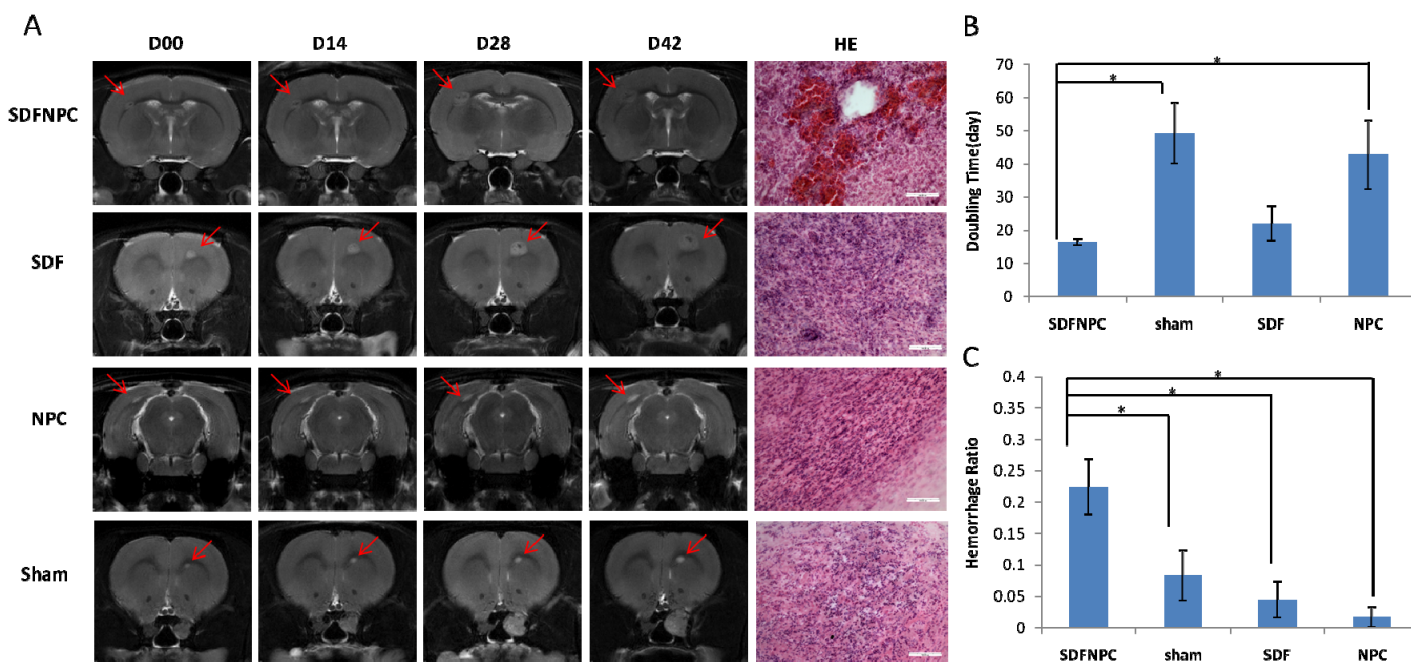 A
D00 D14 D28 D42 HE
SDFNPC
SDF
NPC
Sham
B
Doubling Time(day)
70
60
50
40
30
20
10
0
*
*
SDFNPC sham SDF NPC
C
Hemorrhage Ratio
0.4
0.35
0.3
0.25
0.2
0.15
0.1
0.05
0
*
*
*
SDFNPC sham SDF NPC